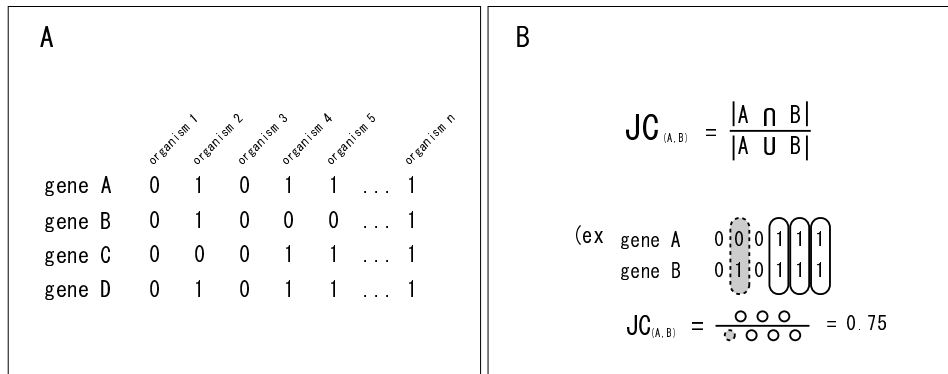 A
organism 1 organism 2 organism 3 organism 4 organism 5 organism n
gene A 0 1 0 1 1 ... 1
gene B 0 1 0 0 0 ... 1
gene C 0 0 0 1 1 ... 1
gene D 0 1 0 1 1 ... 1
B
JC (A, B) = |A ∩ B|
|A ∪ B|
(ex gene A 0 0 0 1 1 1
gene B 0 1 0 1 1 1
JC (A, B) = = 0.75